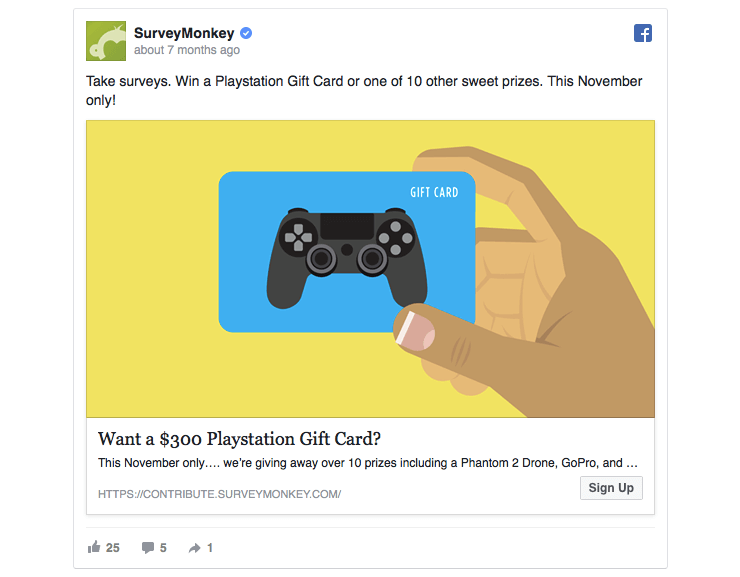 SurveyMonkey
about 7 months ago
Take surveys. Win a Playstation Gift Card or one of 10 other sweet prizes. This November
only!
GIFT CARD
Want a $300 Playstation Gift Card?
This November only.... we're giving away over 10 prizes including a Phantom 2 Drone, GoPro, and ...
HTTPS://CONTRIBUTE.SURVEYMONKEY.COM/
Sign Up
25 5 1